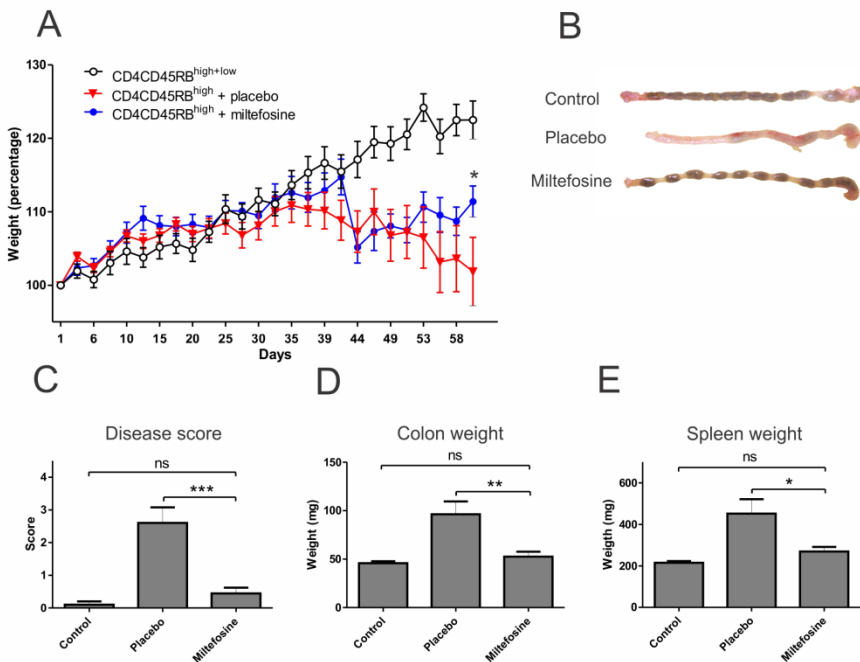 A
130
120
110
100
Weight (percentage)
CD4CD45RBhigh+low
CD4CD45RBhigh + placebo
CD4CD45RBhigh + miltefosine
*
1 6 10 15 20 25 30 35 39 44 49 53 58
Days
B
Control
Placebo
Miltefosine
C
Disease score
ns
***
4
3
2
1
0
Score
Control
Placebo
Miltefosine
D
Colon weight
ns
**
150
100
50
0
Weight (mg)
Control
Placebo
Miltefosine
E
Spleen weight
ns
*
600
400
200
0
Weigth (mg)
Control
Placebo
Miltefosine